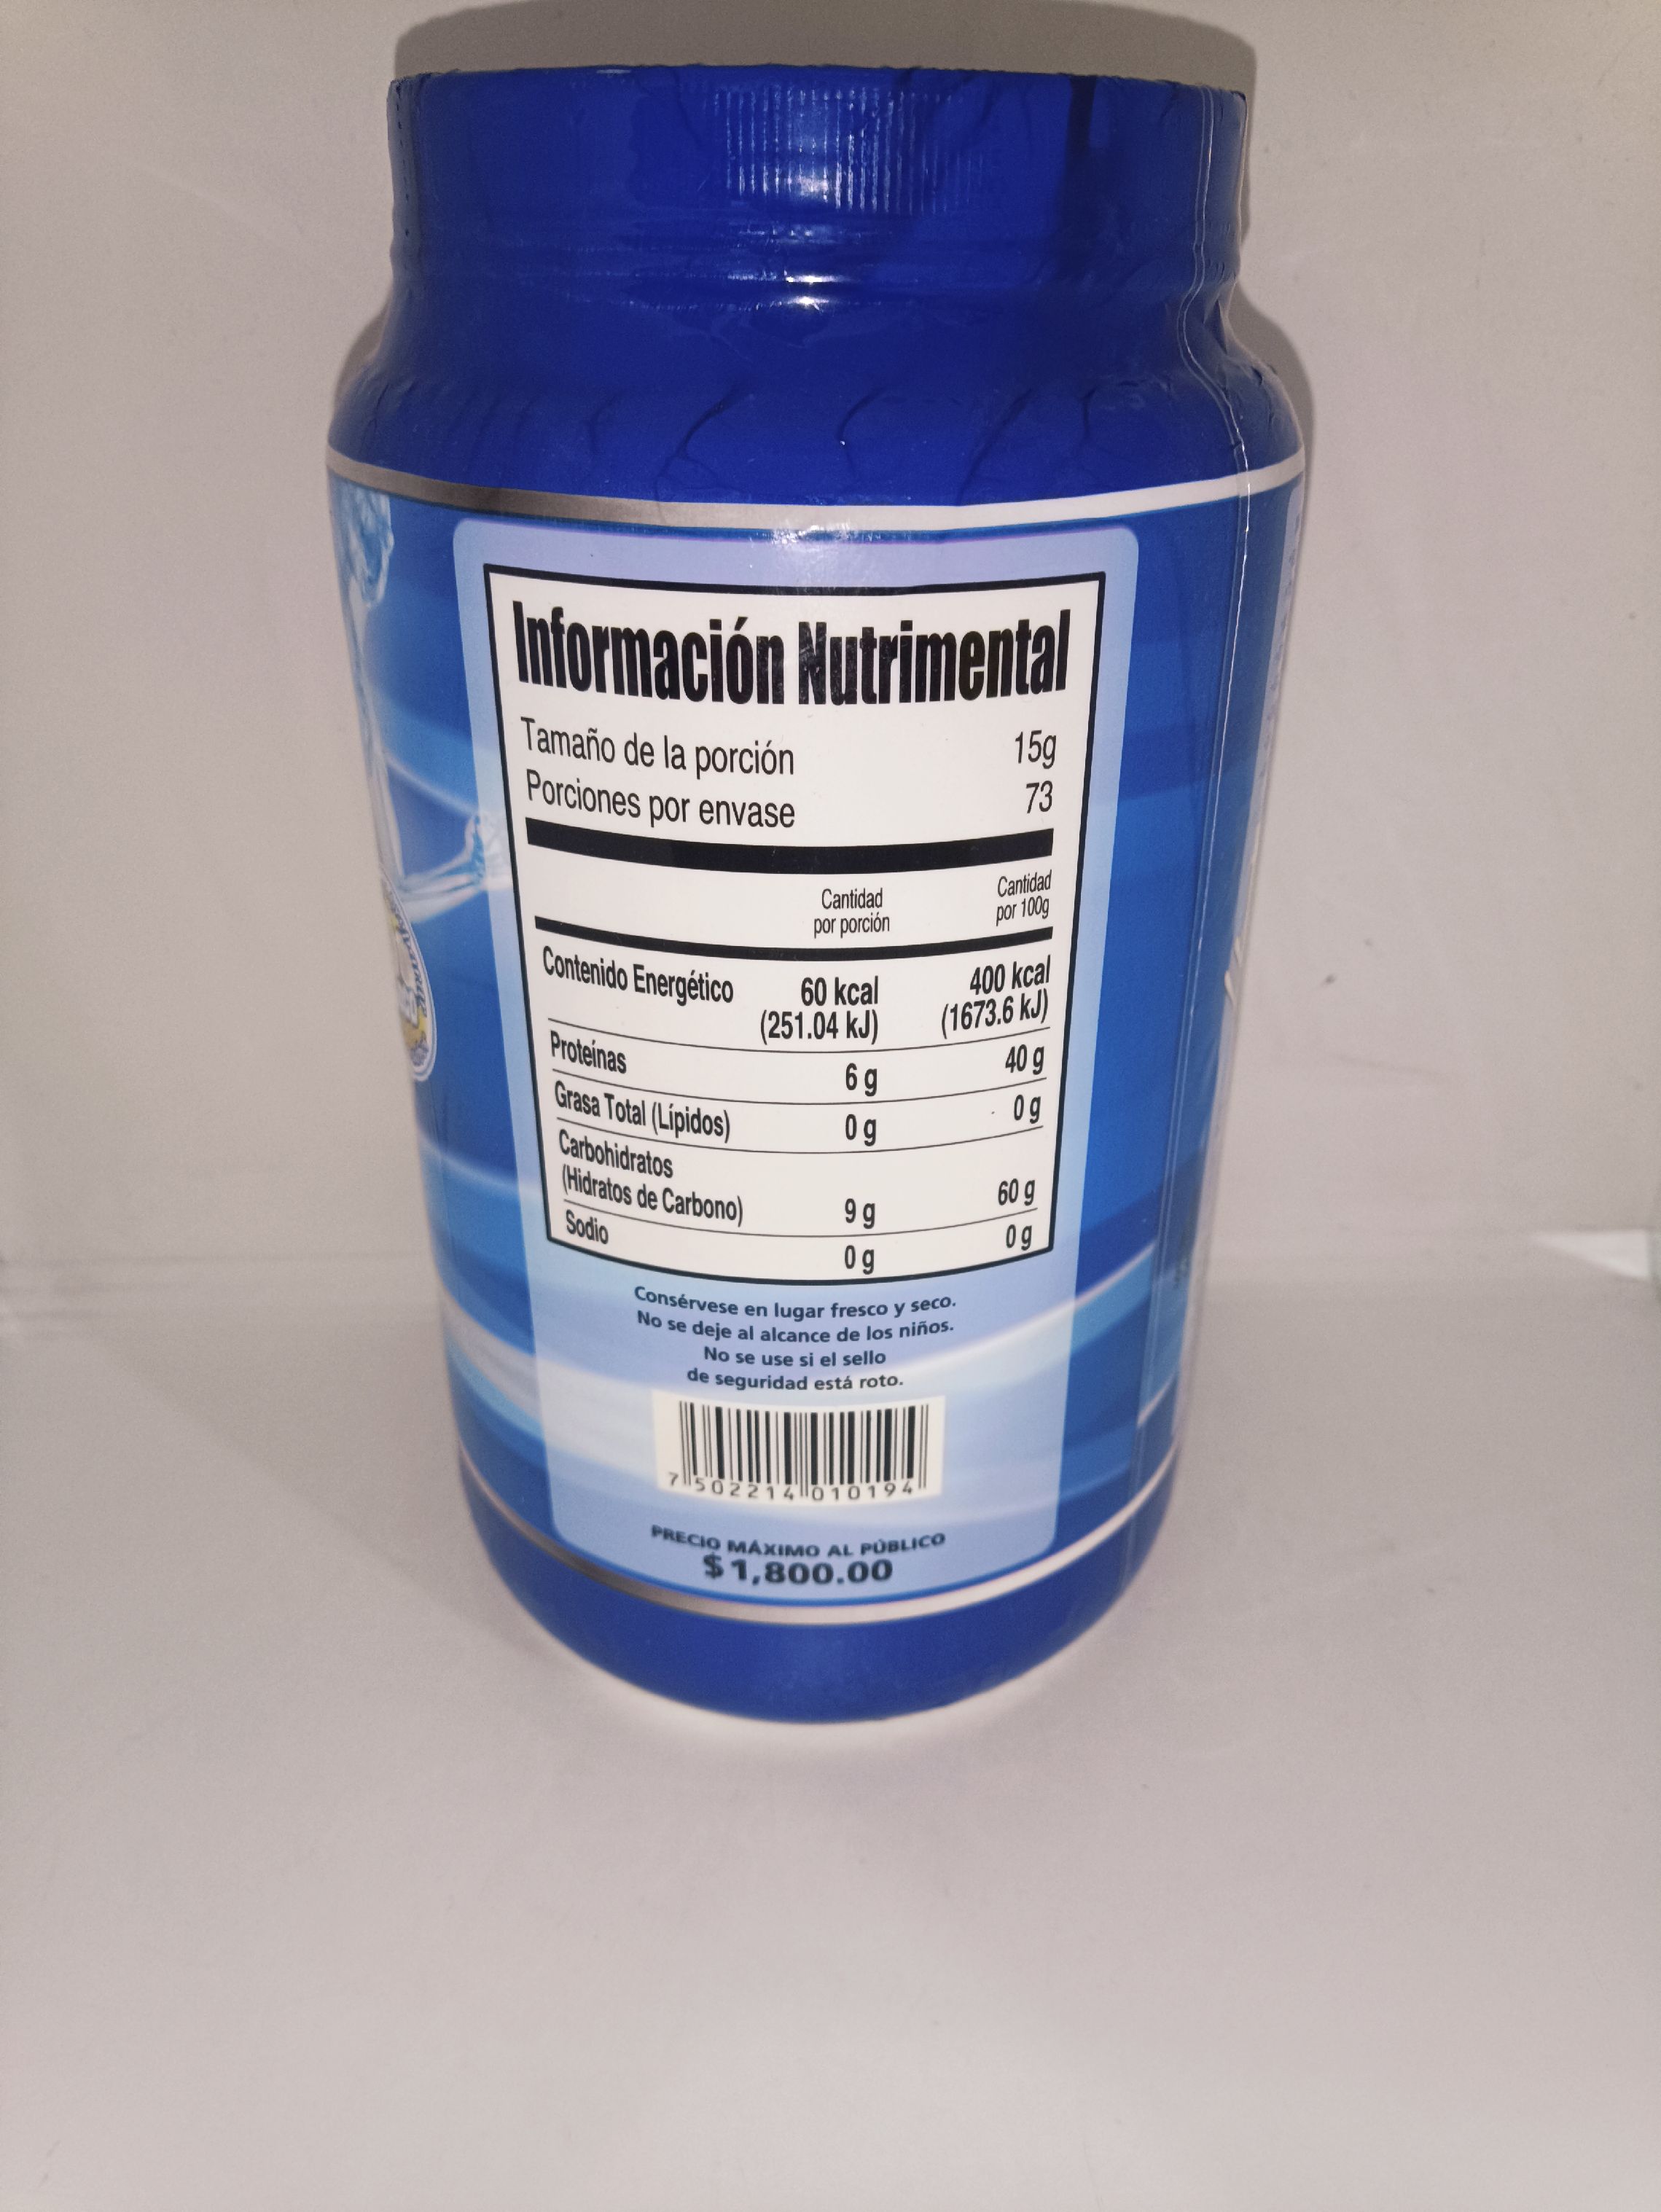 Información Nutrimental
Tamaño de la porción 15g
Porciones por envase 73
Cantidad por porción Cantidad por 100g
Contenido Energético 60 kcal (251.04 kJ) 400 kcal (1673.6 kJ)
Proteínas 6 g 40 g
Grasa Total (Lípidos) 0 g 0 g
Carbohidratos
(Hidratos de Carbono) 9 g 60 g
Sodio 0 g 0 g
Consérvese en lugar fresco y seco.
No se deje al alcance de los niños.
No se use si el sello
de seguridad está roto.
7 502214 010194
PRECIO MÁXIMO AL PÚBLICO
$1,800.00